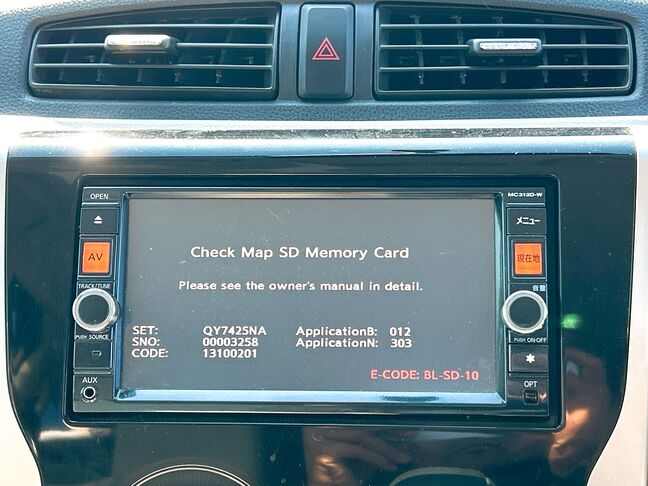 OPEN
MC313D-W
メニュー
AV
現在地
Check Map SD Memory Card
Please see the owner's manual in detail.
TRACK/TUNE
音量
SET: QY7425NA ApplicationB: 012
SNO: 00003258 ApplicationN: 303
CODE: 13100201
PUSH SOURCE
PUSH ON·OFF
E-CODE: BL-SD-10
AUX
OPT